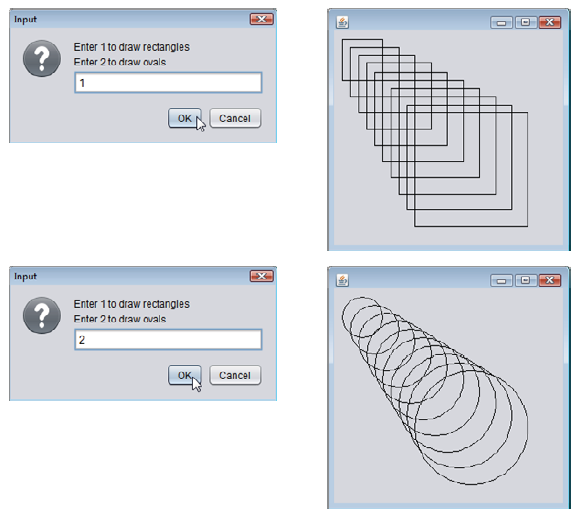 Input
Enter 1 to draw rectangles
Enter 2 to draw ovals
1
OK
Cancel
Input
Enter 1 to draw rectangles
Enter 2 to draw ovals
2
OK
Cancel